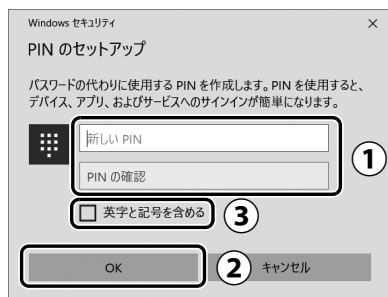 Windows セキュリティ
PIN のセットアップ
パスワードの代わりに使用する PIN を作成します。PIN を使用すると、
デバイス、アプリ、およびサービスへのサインインが簡単になります。
新しい PIN
①
PIN の確認
英字と記号を含める ③
OK ② キャンセル